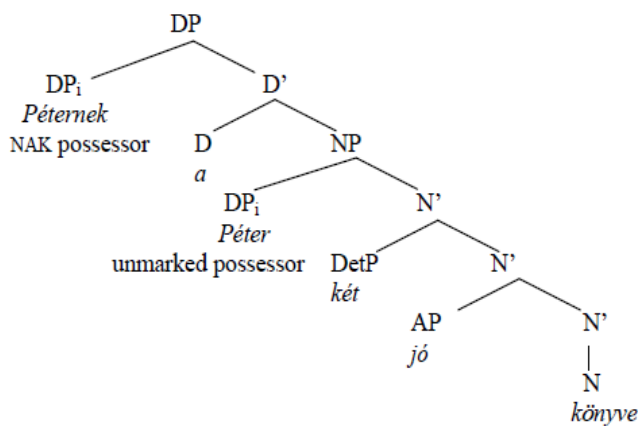 DP
DPi D’
Péternek
NAK possessor D NP
a
DPi N’
Péter
unmarked possessor DetP N’
két
AP N’
jó
N
könyve